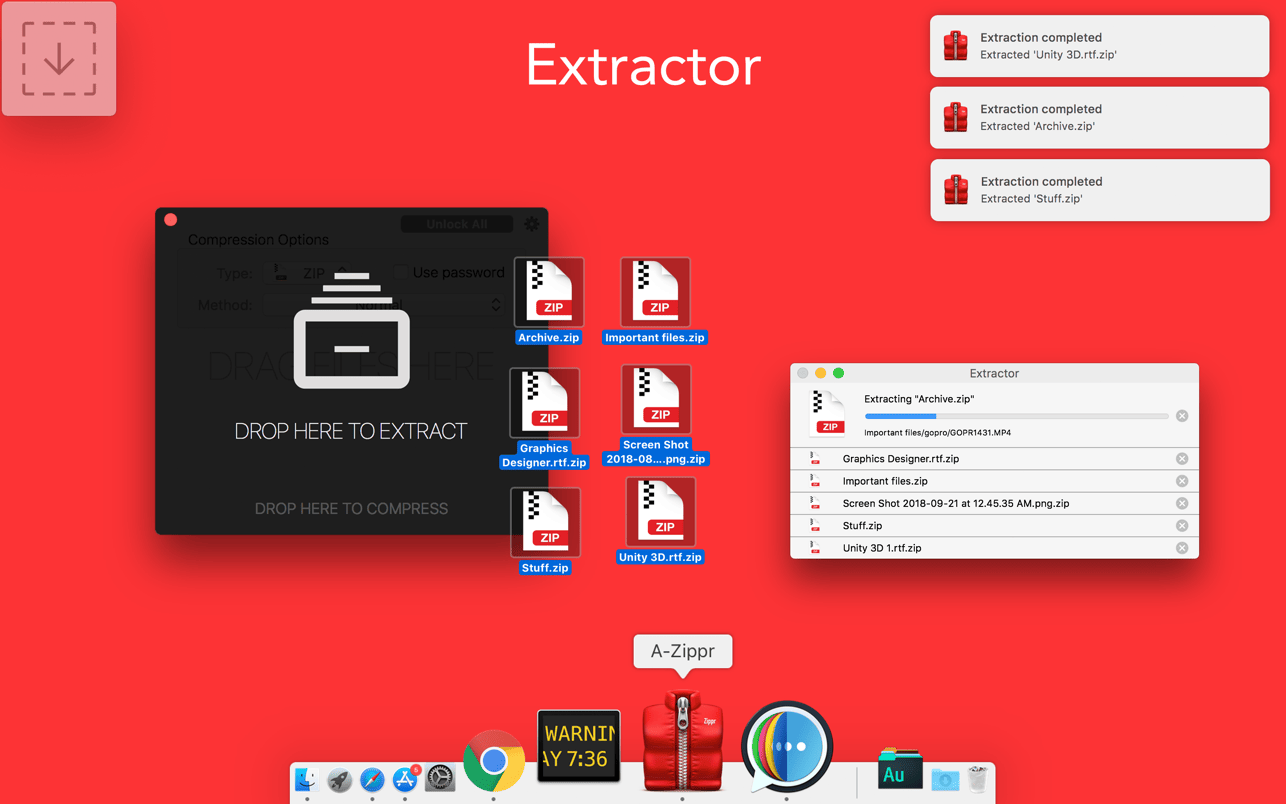 Extractor
Extraction completed
Extracted 'Unity 3D.rtf.zip'
Extraction completed
Extracted 'Archive.zip'
Extraction completed
Extracted 'Stuff.zip'
Unlock All
Compression Options
Type: ZIP Use password
Method: Normal
DRAG FILES HERE
DROP HERE TO EXTRACT
DROP HERE TO COMPRESS
ZIP
Archive.zip
ZIP
Important files.zip
ZIP
Graphics
Designer.rtf.zip
ZIP
Screen Shot
2018-08....png.zip
ZIP
Stuff.zip
ZIP
Unity 3D.rtf.zip
Extractor
ZIP
Extracting "Archive.zip"
Important files/gopro/GOPR1431.MP4
Graphics Designer.rtf.zip
Important files.zip
Screen Shot 2018-09-21 at 12.45.35 AM.png.zip
Stuff.zip
Unity 3D 1.rtf.zip
A-Zippr
Zippr
WARNIN
AY 7:36
Au